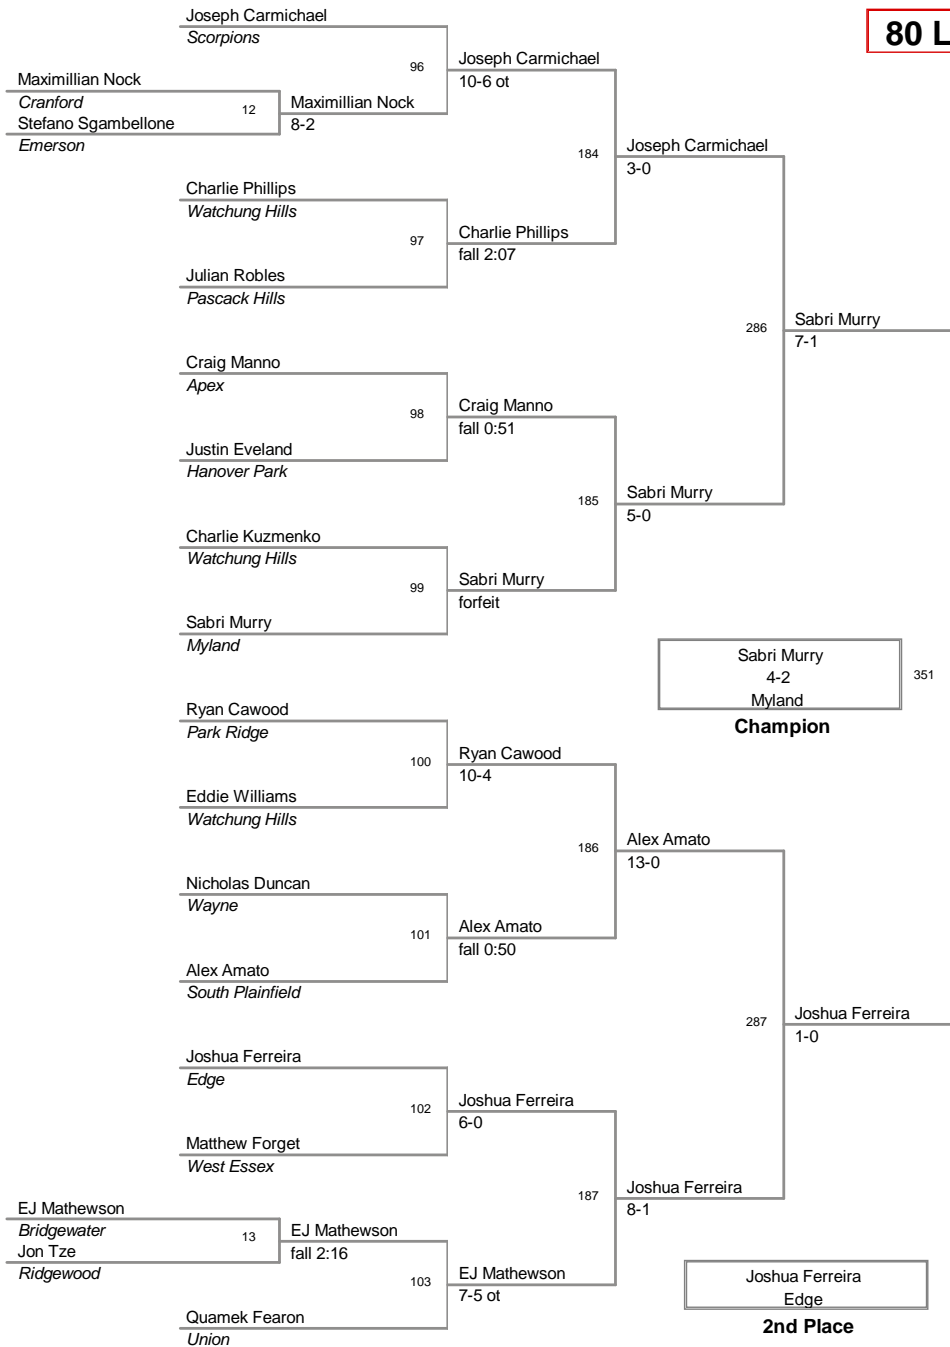 Joseph Carmichael
Scorpions
80 L
96
Joseph Carmichael
10-6 ot
Maximillian Nock
Cranford
12
Maximillian Nock
8-2
Stefano Sgambellone
Emerson
184
Joseph Carmichael
3-0
Charlie Phillips
Watchung Hills
97
Charlie Phillips
fall 2:07
Julian Robles
Pascack Hills
286
Sabri Murry
7-1
Craig Manno
Apex
98
Craig Manno
fall 0:51
Justin Eveland
Hanover Park
185
Sabri Murry
5-0
Charlie Kuzmenko
Watchung Hills
99
Sabri Murry
forfeit
Sabri Murry
Myland
Sabri Murry
4-2
Myland
351
Champion
Ryan Cawood
Park Ridge
100
Ryan Cawood
10-4
Eddie Williams
Watchung Hills
186
Alex Amato
13-0
Nicholas Duncan
Wayne
101
Alex Amato
fall 0:50
Alex Amato
South Plainfield
287
Joshua Ferreira
1-0
Joshua Ferreira
Edge
102
Joshua Ferreira
6-0
Matthew Forget
West Essex
187
Joshua Ferreira
8-1
EJ Mathewson
Bridgewater
13
EJ Mathewson
fall 2:16
Jon Tze
Ridgewood
103
EJ Mathewson
7-5 ot
Quamek Fearon
Union
Joshua Ferreira
Edge
2nd Place